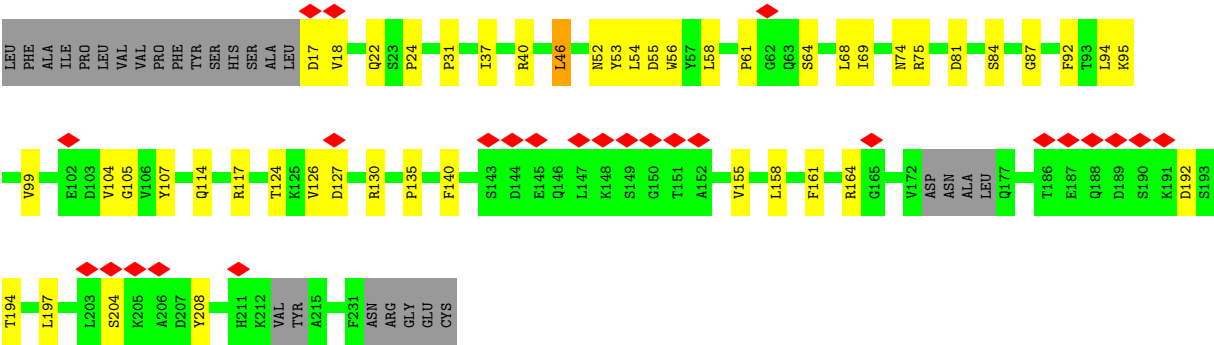 LEU PHE ALA ILE PRO LEU VAL VAL PRO PHE TYR SER HIS SER ALA LEU D17 V18 Q22 S23 P24 P31 I37 R40 L46 N52 Y53 L54 D55 W56 Y57 L58 P61 G62 Q63 S64 L68 I69 N74 R75 D81 S84 G87 F92 T93 L94 K95
V99 E102 D103 V104 G105 V106 Y107 Q114 R117 T124 K125 V126 D127 R130 P135 F140 S143 D144 E145 Q146 L147 K148 S149 G150 T151 A152 V155 L158 F161 R164 G165 V172 ASP ASN ALA LEU Q177 T186 E187 Q188 D189 S190 K191 D192 S193
T194 L197 L203 S204 K205 A206 D207 Y208 H211 K212 VAL TYR A215 F231 ASN ARG GLY GLU CYS